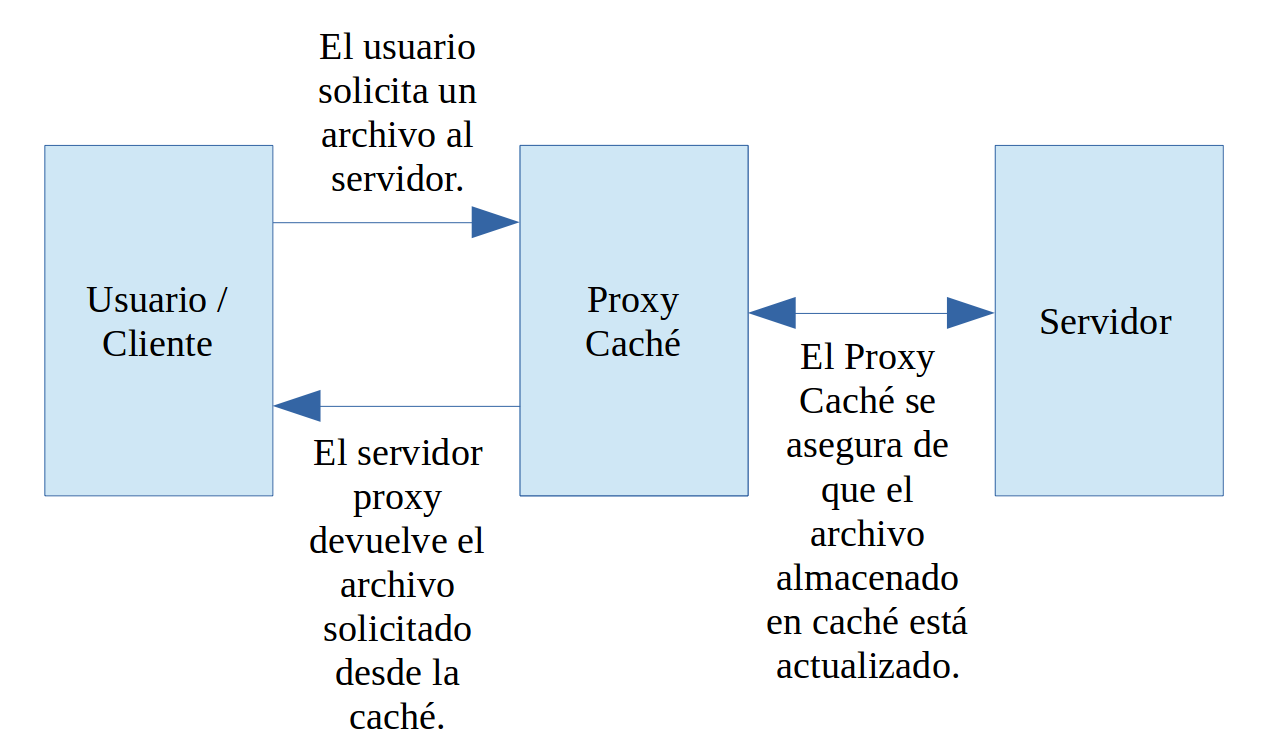 El usuario
solicita un
archivo al
servidor.
Usuario /
Cliente
Proxy
Caché
Servidor
El servidor
proxy
devuelve el
archivo
solicitado
desde la
caché.
El Proxy
Caché se
asegura de
que el
archivo
almacenado
en caché está
actualizado.